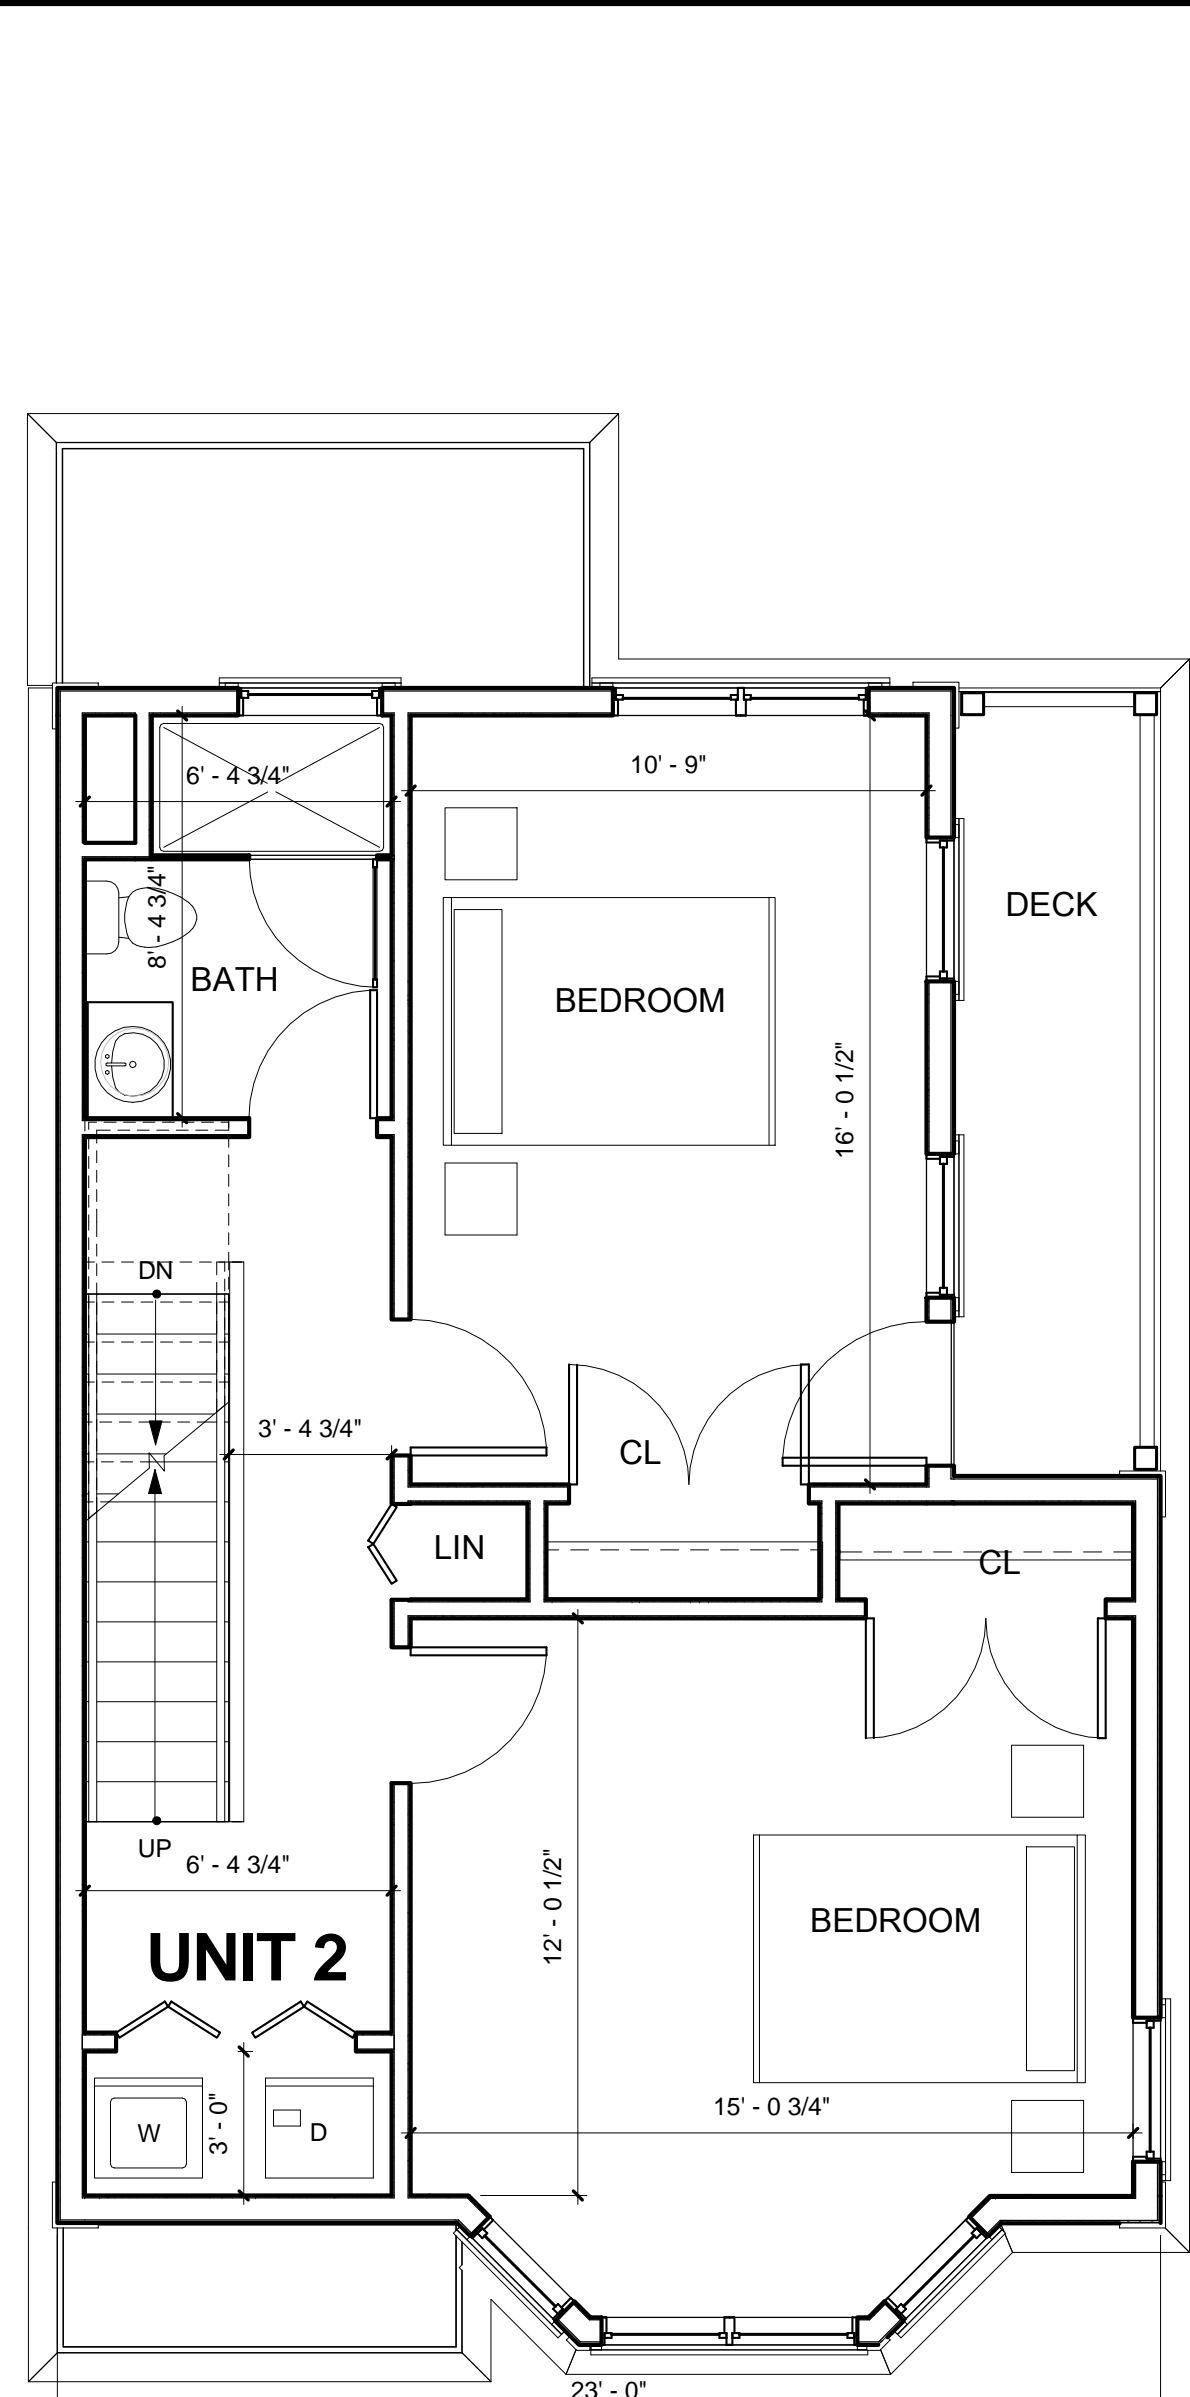 6' - 4 3/4"
10' - 9"
8' - 4 3/4"
DECK
BATH
BEDROOM
16' - 0 1/2"
DN
3' - 4 3/4"
CL
LIN
CL
UP
6' - 4 3/4"
12' - 0 1/2"
BEDROOM
UNIT 2
W
3' - 0"
D
15' - 0 3/4"
23' - 0"